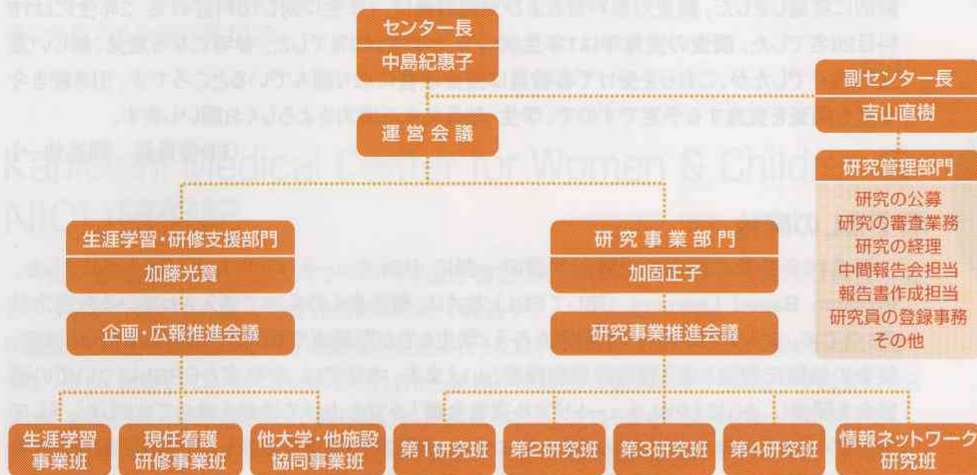 センター長
中島紀惠子
副センター長
吉山直樹
運営会議
研究管理部門
研究の公募
研究の審査業務
研究の経理
中間報告会担当
報告書作成担当
研究員の登録事務
その他
生涯学習・研修支援部門
加藤光寶
企画・広報推進会議
研究事業部門
加固正子
研究事業推進会議
生涯学習
事業班
現任看護
研修事業班
他大学・他施設
協同事業班
第1研究班
第2研究班
第3研究班
第4研究班
情報ネットワーク
研究班